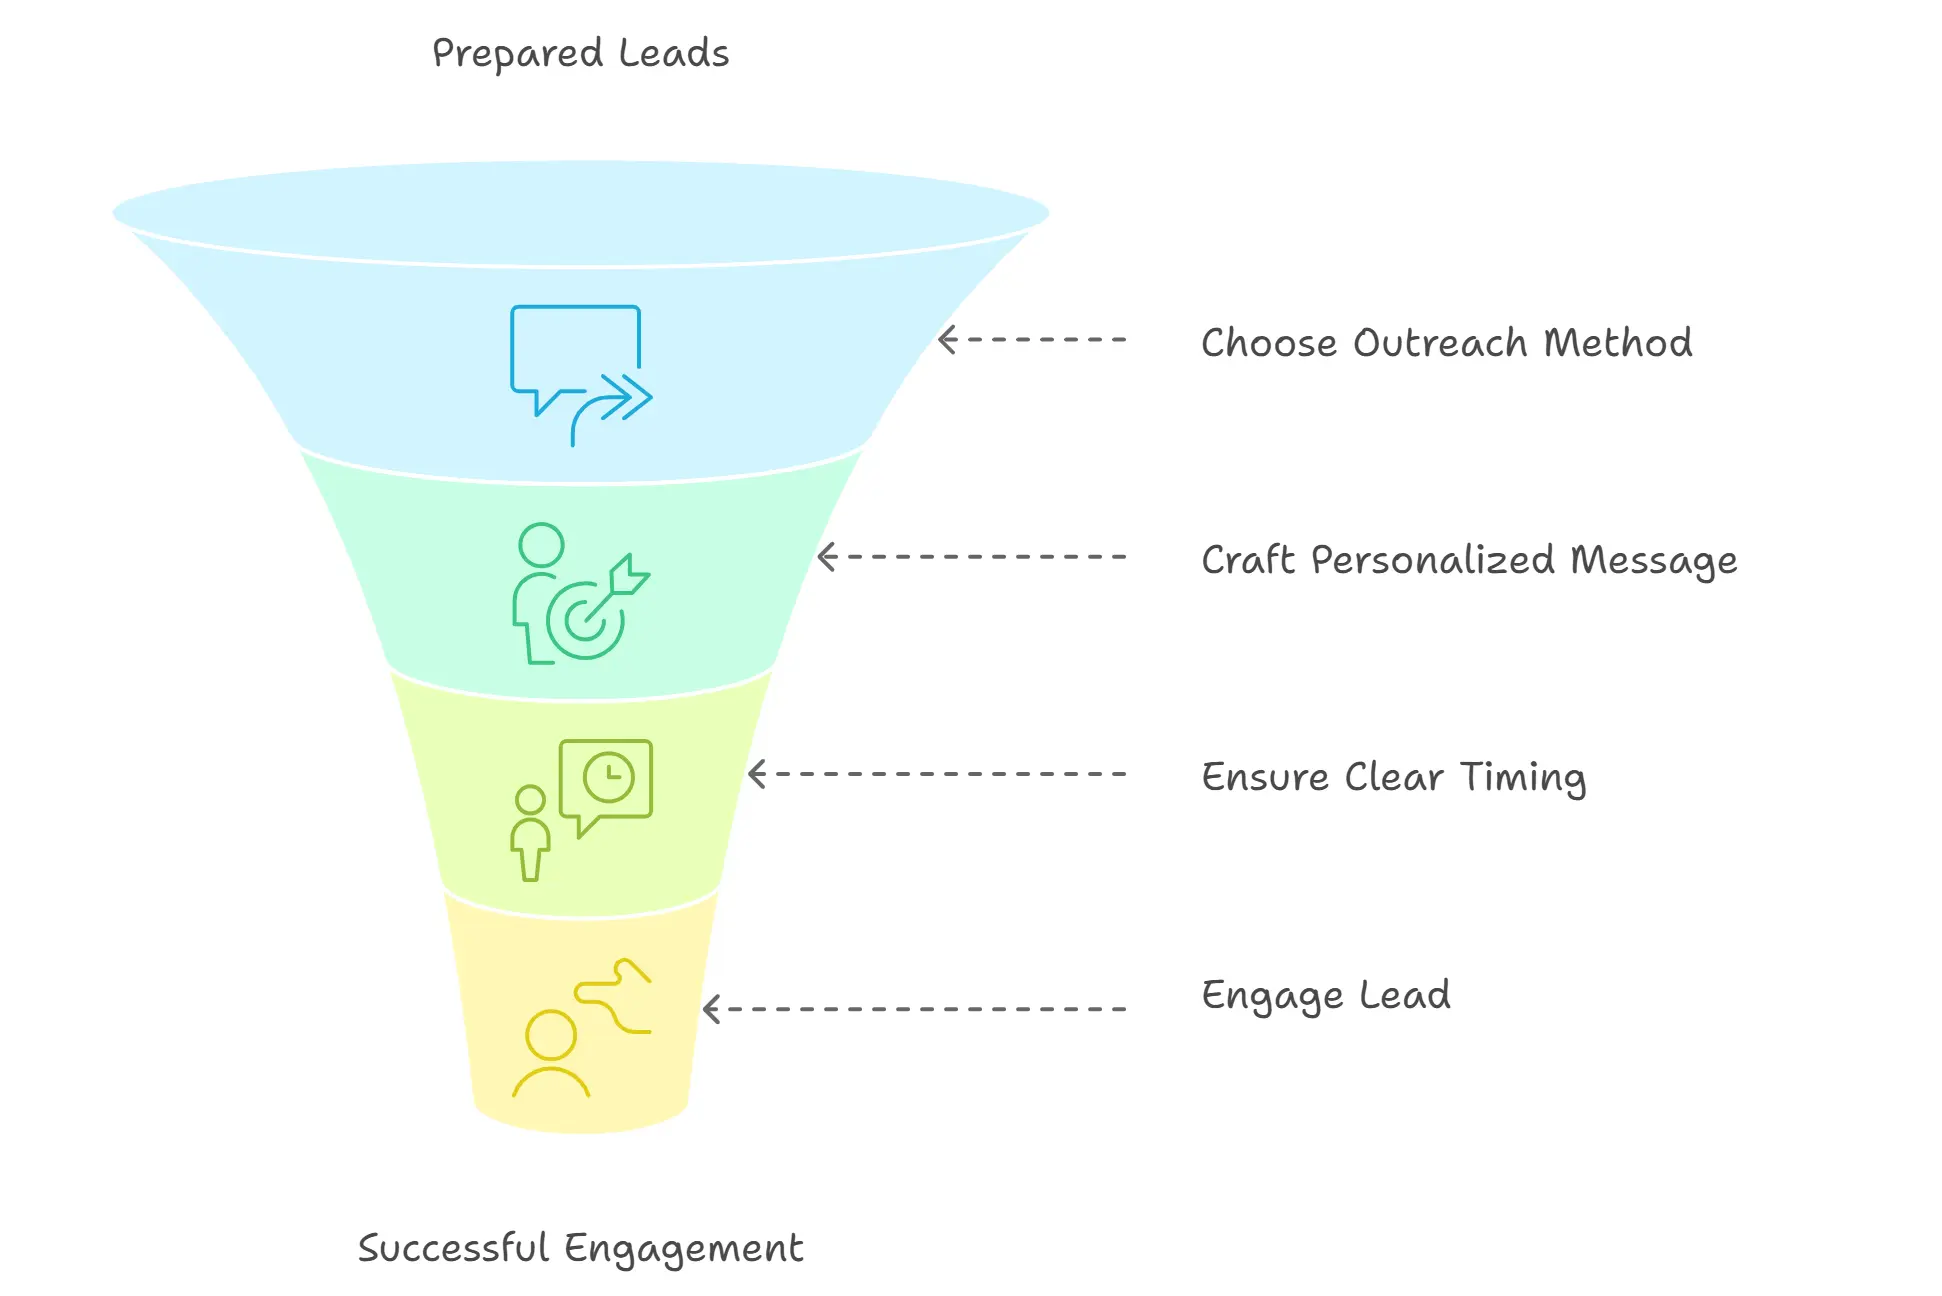 Prepared Leads
Choose Outreach Method
Craft Personalized Message
Ensure Clear Timing
Engage Lead
Successful Engagement